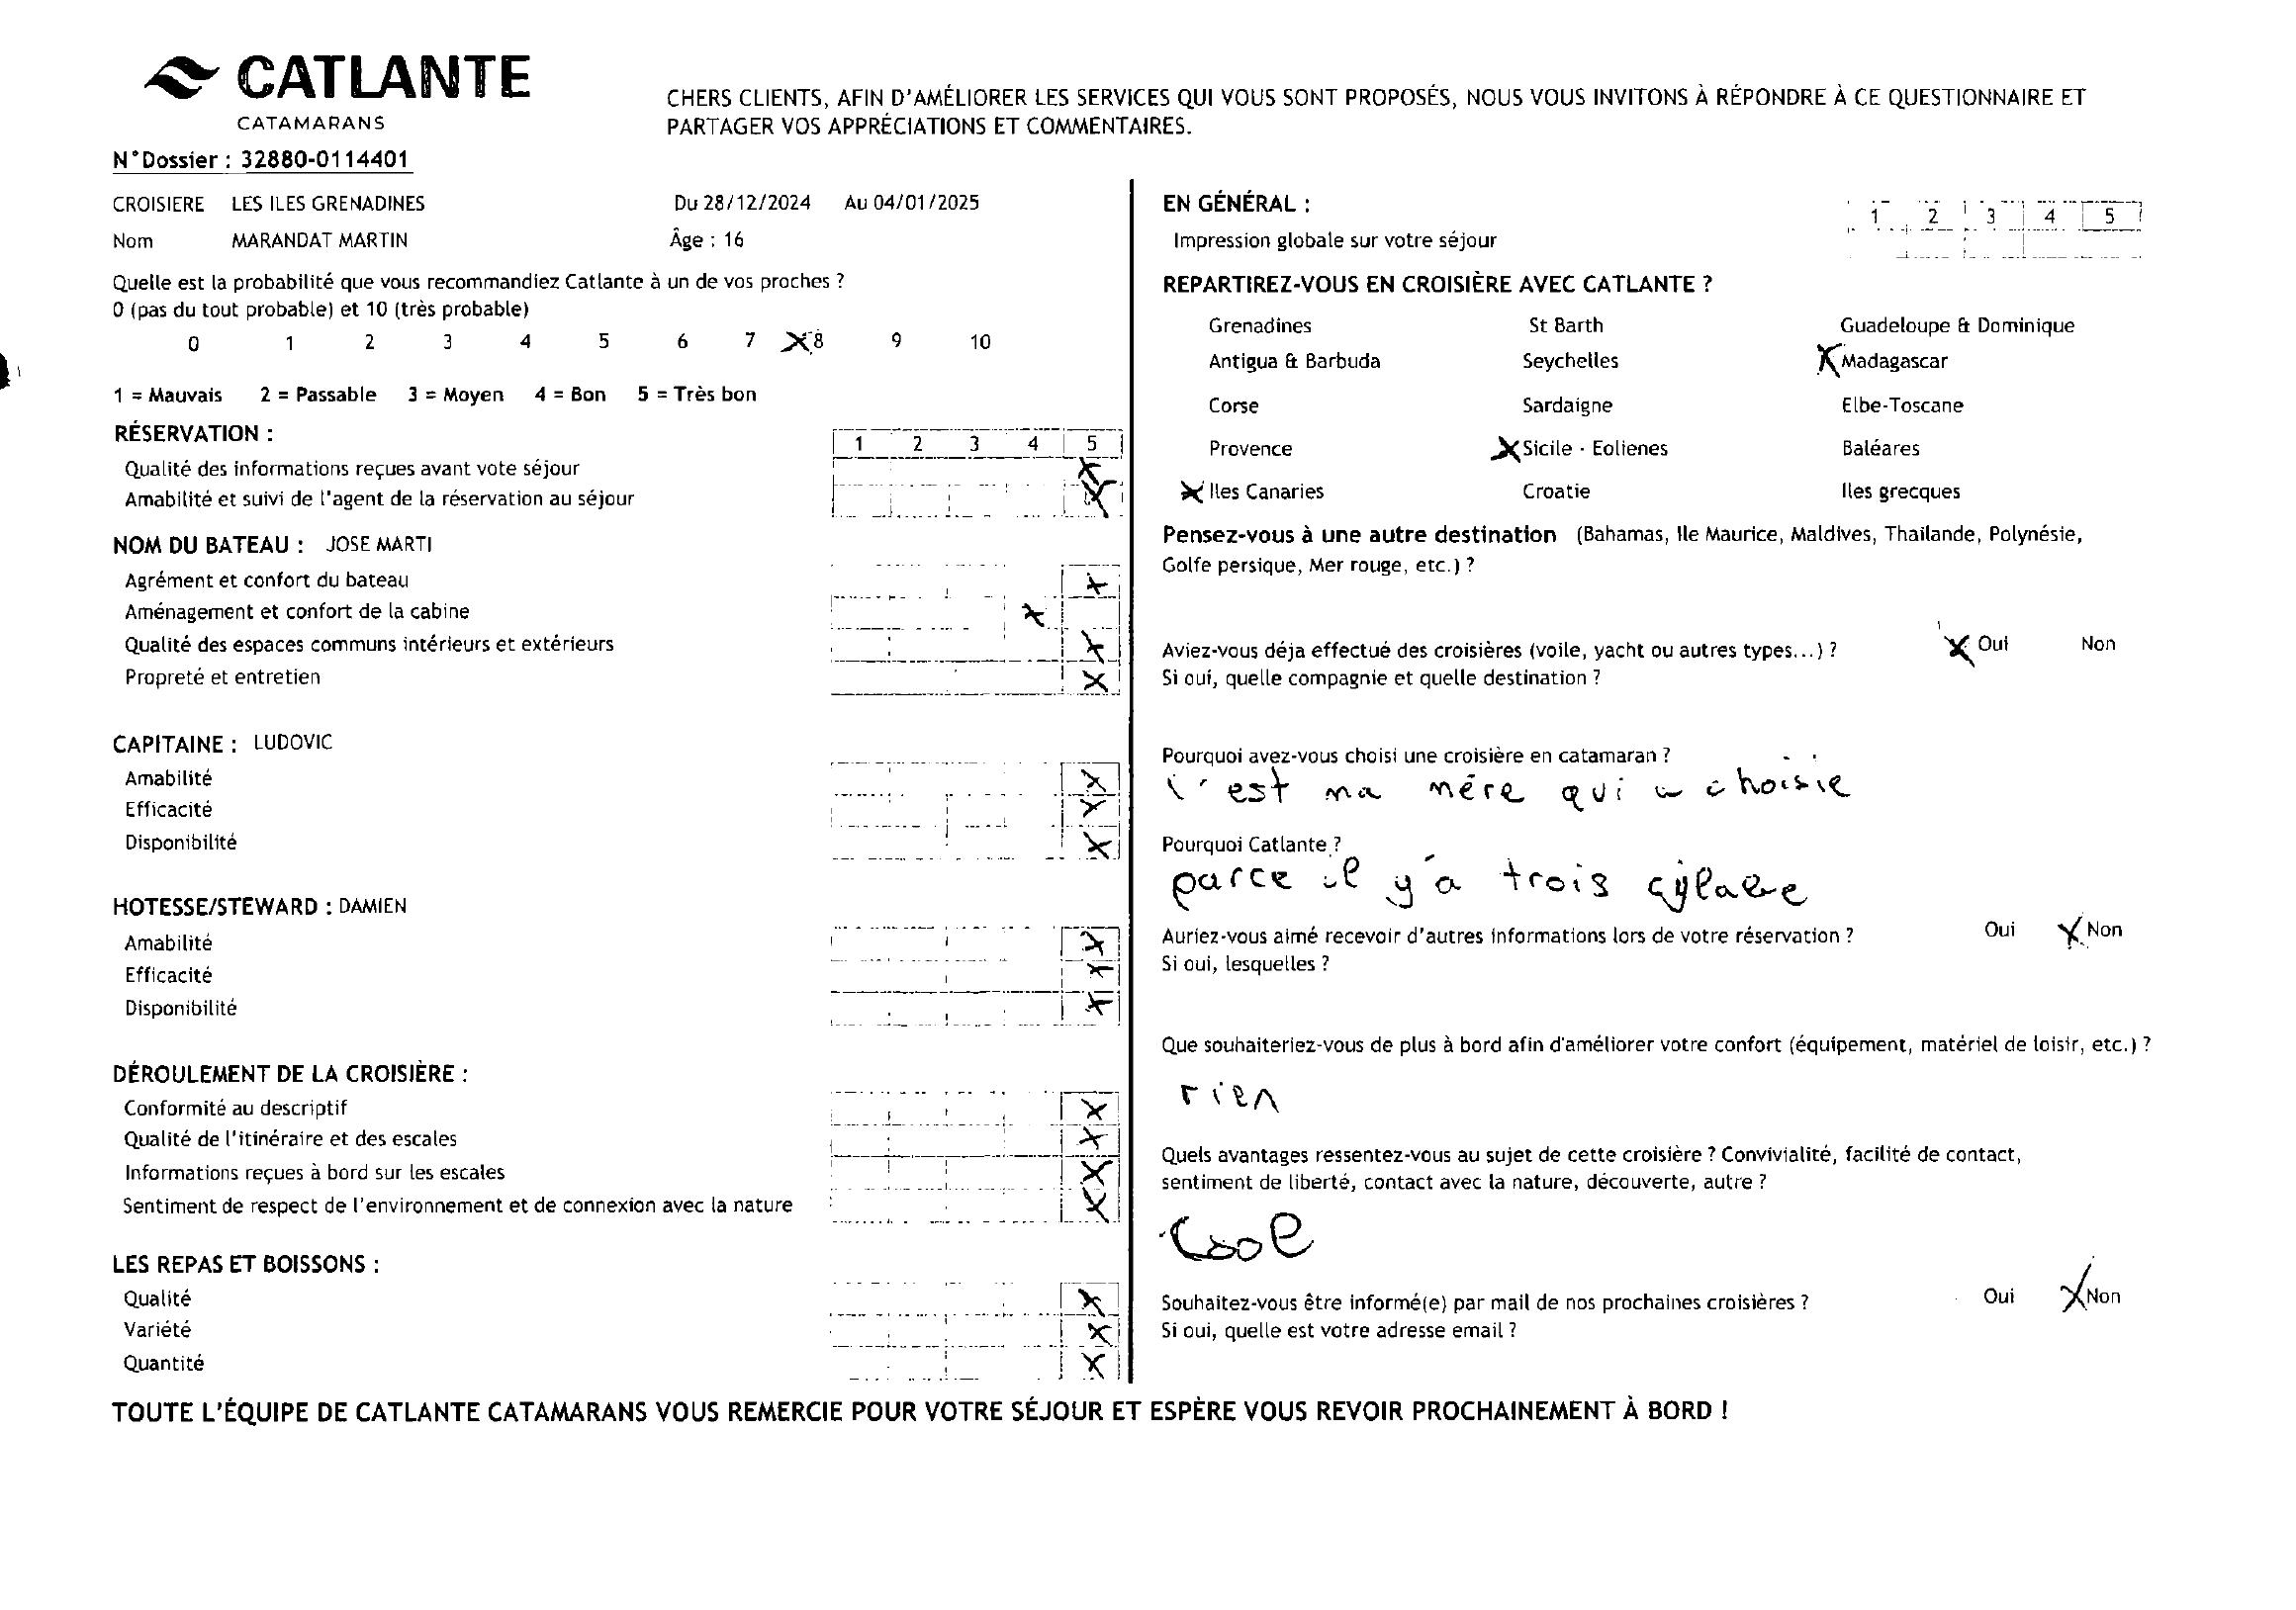 CATLANTE
CATAMARANS
CHERS CLIENTS, AFIN D'AMÉLIORER LES SERVICES QUI VOUS SONT PROPOSÉS, NOUS VOUS INVITONS À RÉPONDRE À CE QUESTIONNAIRE ET
PARTAGER VOS APPRÉCIATIONS ET COMMENTAIRES.
N°Dossier : 32880-0114401
CROISIERE LES ILES GRENADINES Du 28/12/2024 Au 04/01/2025
Nom MARANDAT MARTIN Âge : 16
Quelle est la probabilité que vous recommandiez Catlante à un de vos proches ?
0 (pas du tout probable) et 10 (très probable)
0 1 2 3 4 5 6 7 X 8 9 10
1 = Mauvais 2 = Passable 3 = Moyen 4 = Bon 5 = Très bon
RÉSERVATION :
1 2 3 4 5
Qualité des informations reçues avant vote séjour X
Amabilité et suivi de l'agent de la réservation au séjour X
NOM DU BATEAU : JOSE MARTI
Agrément et confort du bateau X
Aménagement et confort de la cabine X
Qualité des espaces communs intérieurs et extérieurs X
Propreté et entretien X
CAPITAINE : LUDOVIC
Amabilité X
Efficacité X
Disponibilité X
HOTESSE/STEWARD : DAMIEN
Amabilité X
Efficacité X
Disponibilité X
DÉROULEMENT DE LA CROISIÈRE :
Conformité au descriptif X
Qualité de l'itinéraire et des escales X
Informations reçues à bord sur les escales X
Sentiment de respect de l'environnement et de connexion avec la nature X
LES REPAS ET BOISSONS :
Qualité X
Variété X
Quantité X
EN GÉNÉRAL :
1 2 3 4 5
Impression globale sur votre séjour
REPARTIREZ-VOUS EN CROISIÈRE AVEC CATLANTE ?
Grenadines St Barth Guadeloupe & Dominique
Antigua & Barbuda Seychelles X Madagascar
Corse Sardaigne Elbe-Toscane
Provence X Sicile - Eolienes Baléares
X Iles Canaries Croatie Iles grecques
Pensez-vous à une autre destination (Bahamas, Ile Maurice, Maldives, Thailande, Polynésie,
Golfe persique, Mer rouge, etc.) ?
Aviez-vous déja effectué des croisières (voile, yacht ou autres types...) ? X Oui Non
Si oui, quelle compagnie et quelle destination ?
Pourquoi avez-vous choisi une croisière en catamaran ?
c'est ma mére qui a choisie
Pourquoi Catlante ?
parce il y'a trois sylabe
Auriez-vous aimé recevoir d'autres informations lors de votre réservation ? Oui X Non
Si oui, lesquelles ?
Que souhaiteriez-vous de plus à bord afin d'améliorer votre confort (équipement, matériel de loisir, etc.) ?
rien
Quels avantages ressentez-vous au sujet de cette croisière ? Convivialité, facilité de contact,
sentiment de liberté, contact avec la nature, découverte, autre ?
Cool
Souhaitez-vous être informé(e) par mail de nos prochaines croisières ? Oui X Non
Si oui, quelle est votre adresse email ?
TOUTE L'ÉQUIPE DE CATLANTE CATAMARANS VOUS REMERCIE POUR VOTRE SÉJOUR ET ESPÈRE VOUS REVOIR PROCHAINEMENT À BORD !